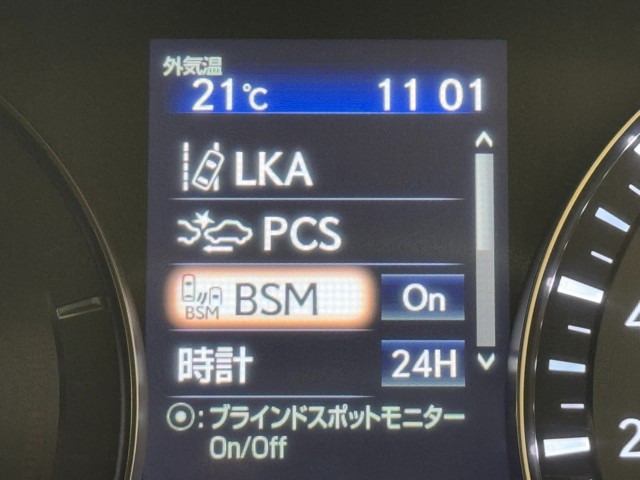 外気温
21℃ 11 01
LKA
PCS
BSM BSM On
時計 24H
◉:ブラインドスポットモニター
On/Off
2